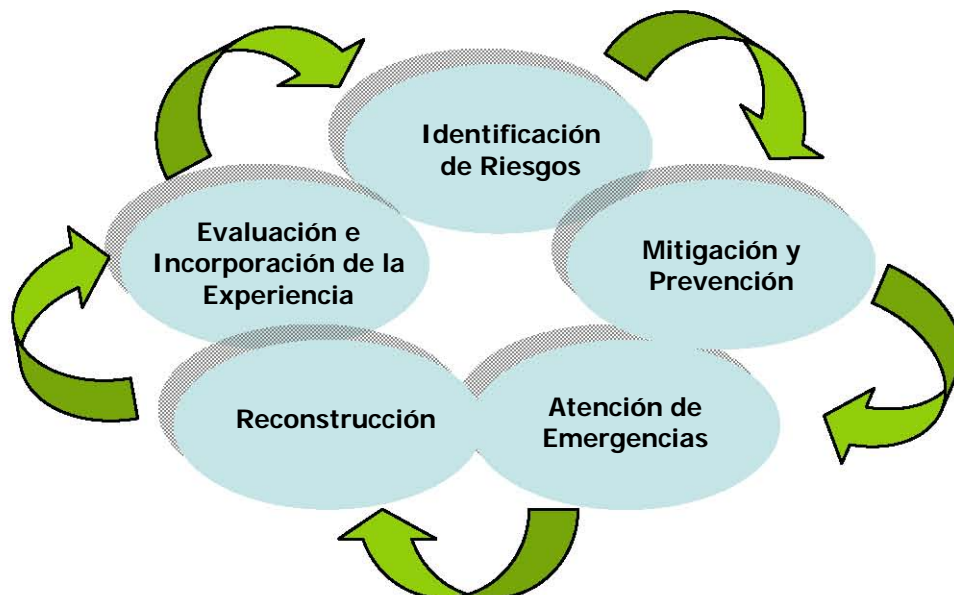 Identificación
de Riesgos
Mitigación y
Prevención
Atención de
Emergencias
Reconstrucción
Evaluación e
Incorporación de la
Experiencia